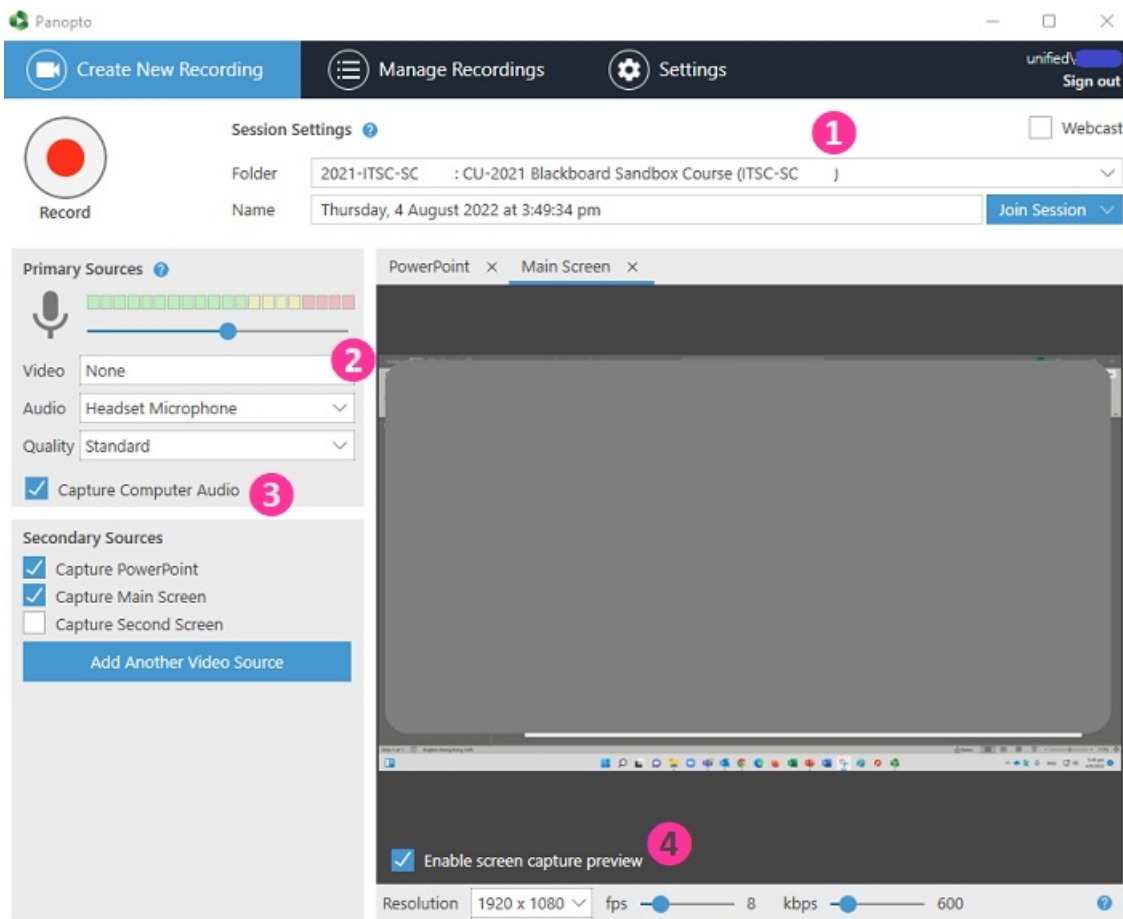 Panopto
Create New Recording
Manage Recordings
Settings
unified\
Sign out
Record
Session Settings ?
1
Webcast
Folder
2021-ITSC-SC : CU-2021 Blackboard Sandbox Course (ITSC-SC )
Name
Thursday, 4 August 2022 at 3:49:34 pm
Join Session
Primary Sources ?
Video None
2
Audio Headset Microphone
Quality Standard
Capture Computer Audio
3
Secondary Sources
Capture PowerPoint
Capture Main Screen
Capture Second Screen
Add Another Video Source
PowerPoint × Main Screen ×
Enable screen capture preview
4
Resolution 1920 x 1080 fps 8 kbps 600 ?